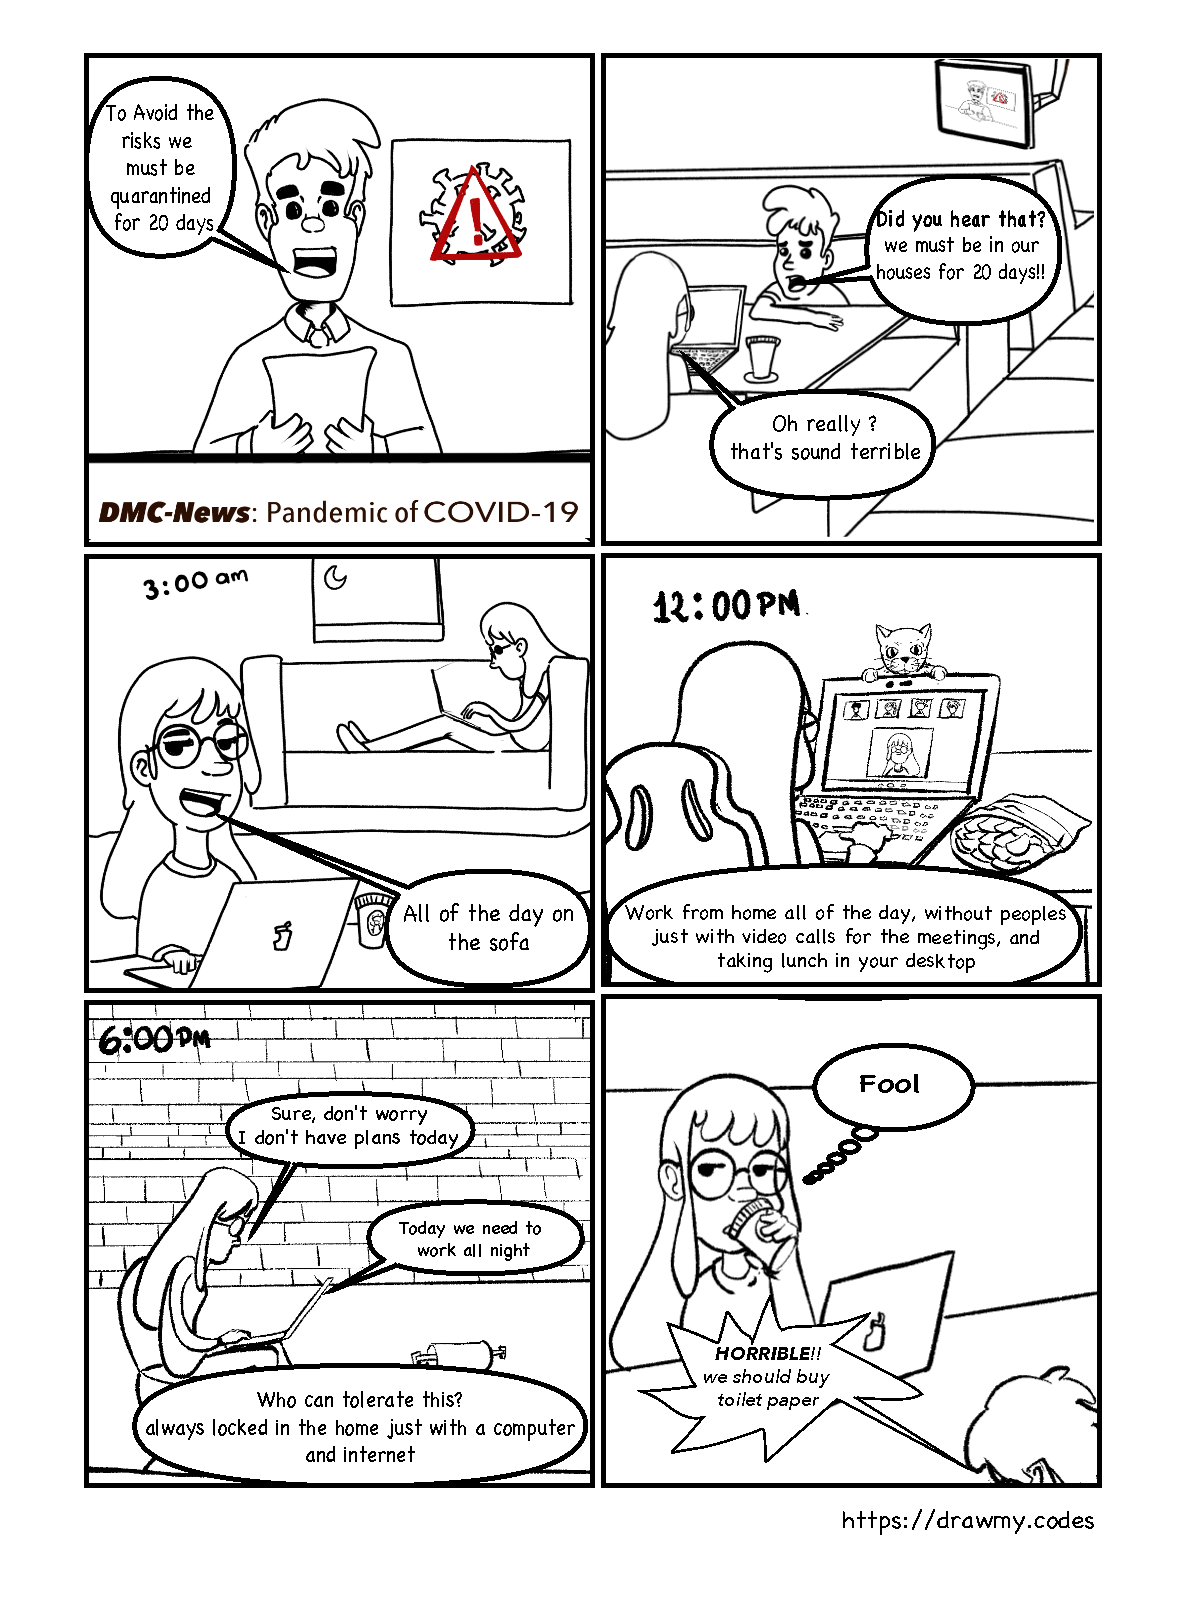 To Avoid the
risks we
must be
quarantined
for 20 days
DMC-News: Pandemic of COVID-19
Did you hear that?
we must be in our
houses for 20 days!!
Oh really ?
that's sound terrible
3:00 am
All of the day on
the sofa
12:00 PM
Work from home all of the day, without peoples
just with video calls for the meetings, and
taking lunch in your desktop
6:00 PM
Sure, don't worry
I don't have plans today
Today we need to
work all night
Who can tolerate this?
always locked in the home just with a computer
and internet
Fool
HORRIBLE!!
we should buy
toilet paper
https://drawmy.codes